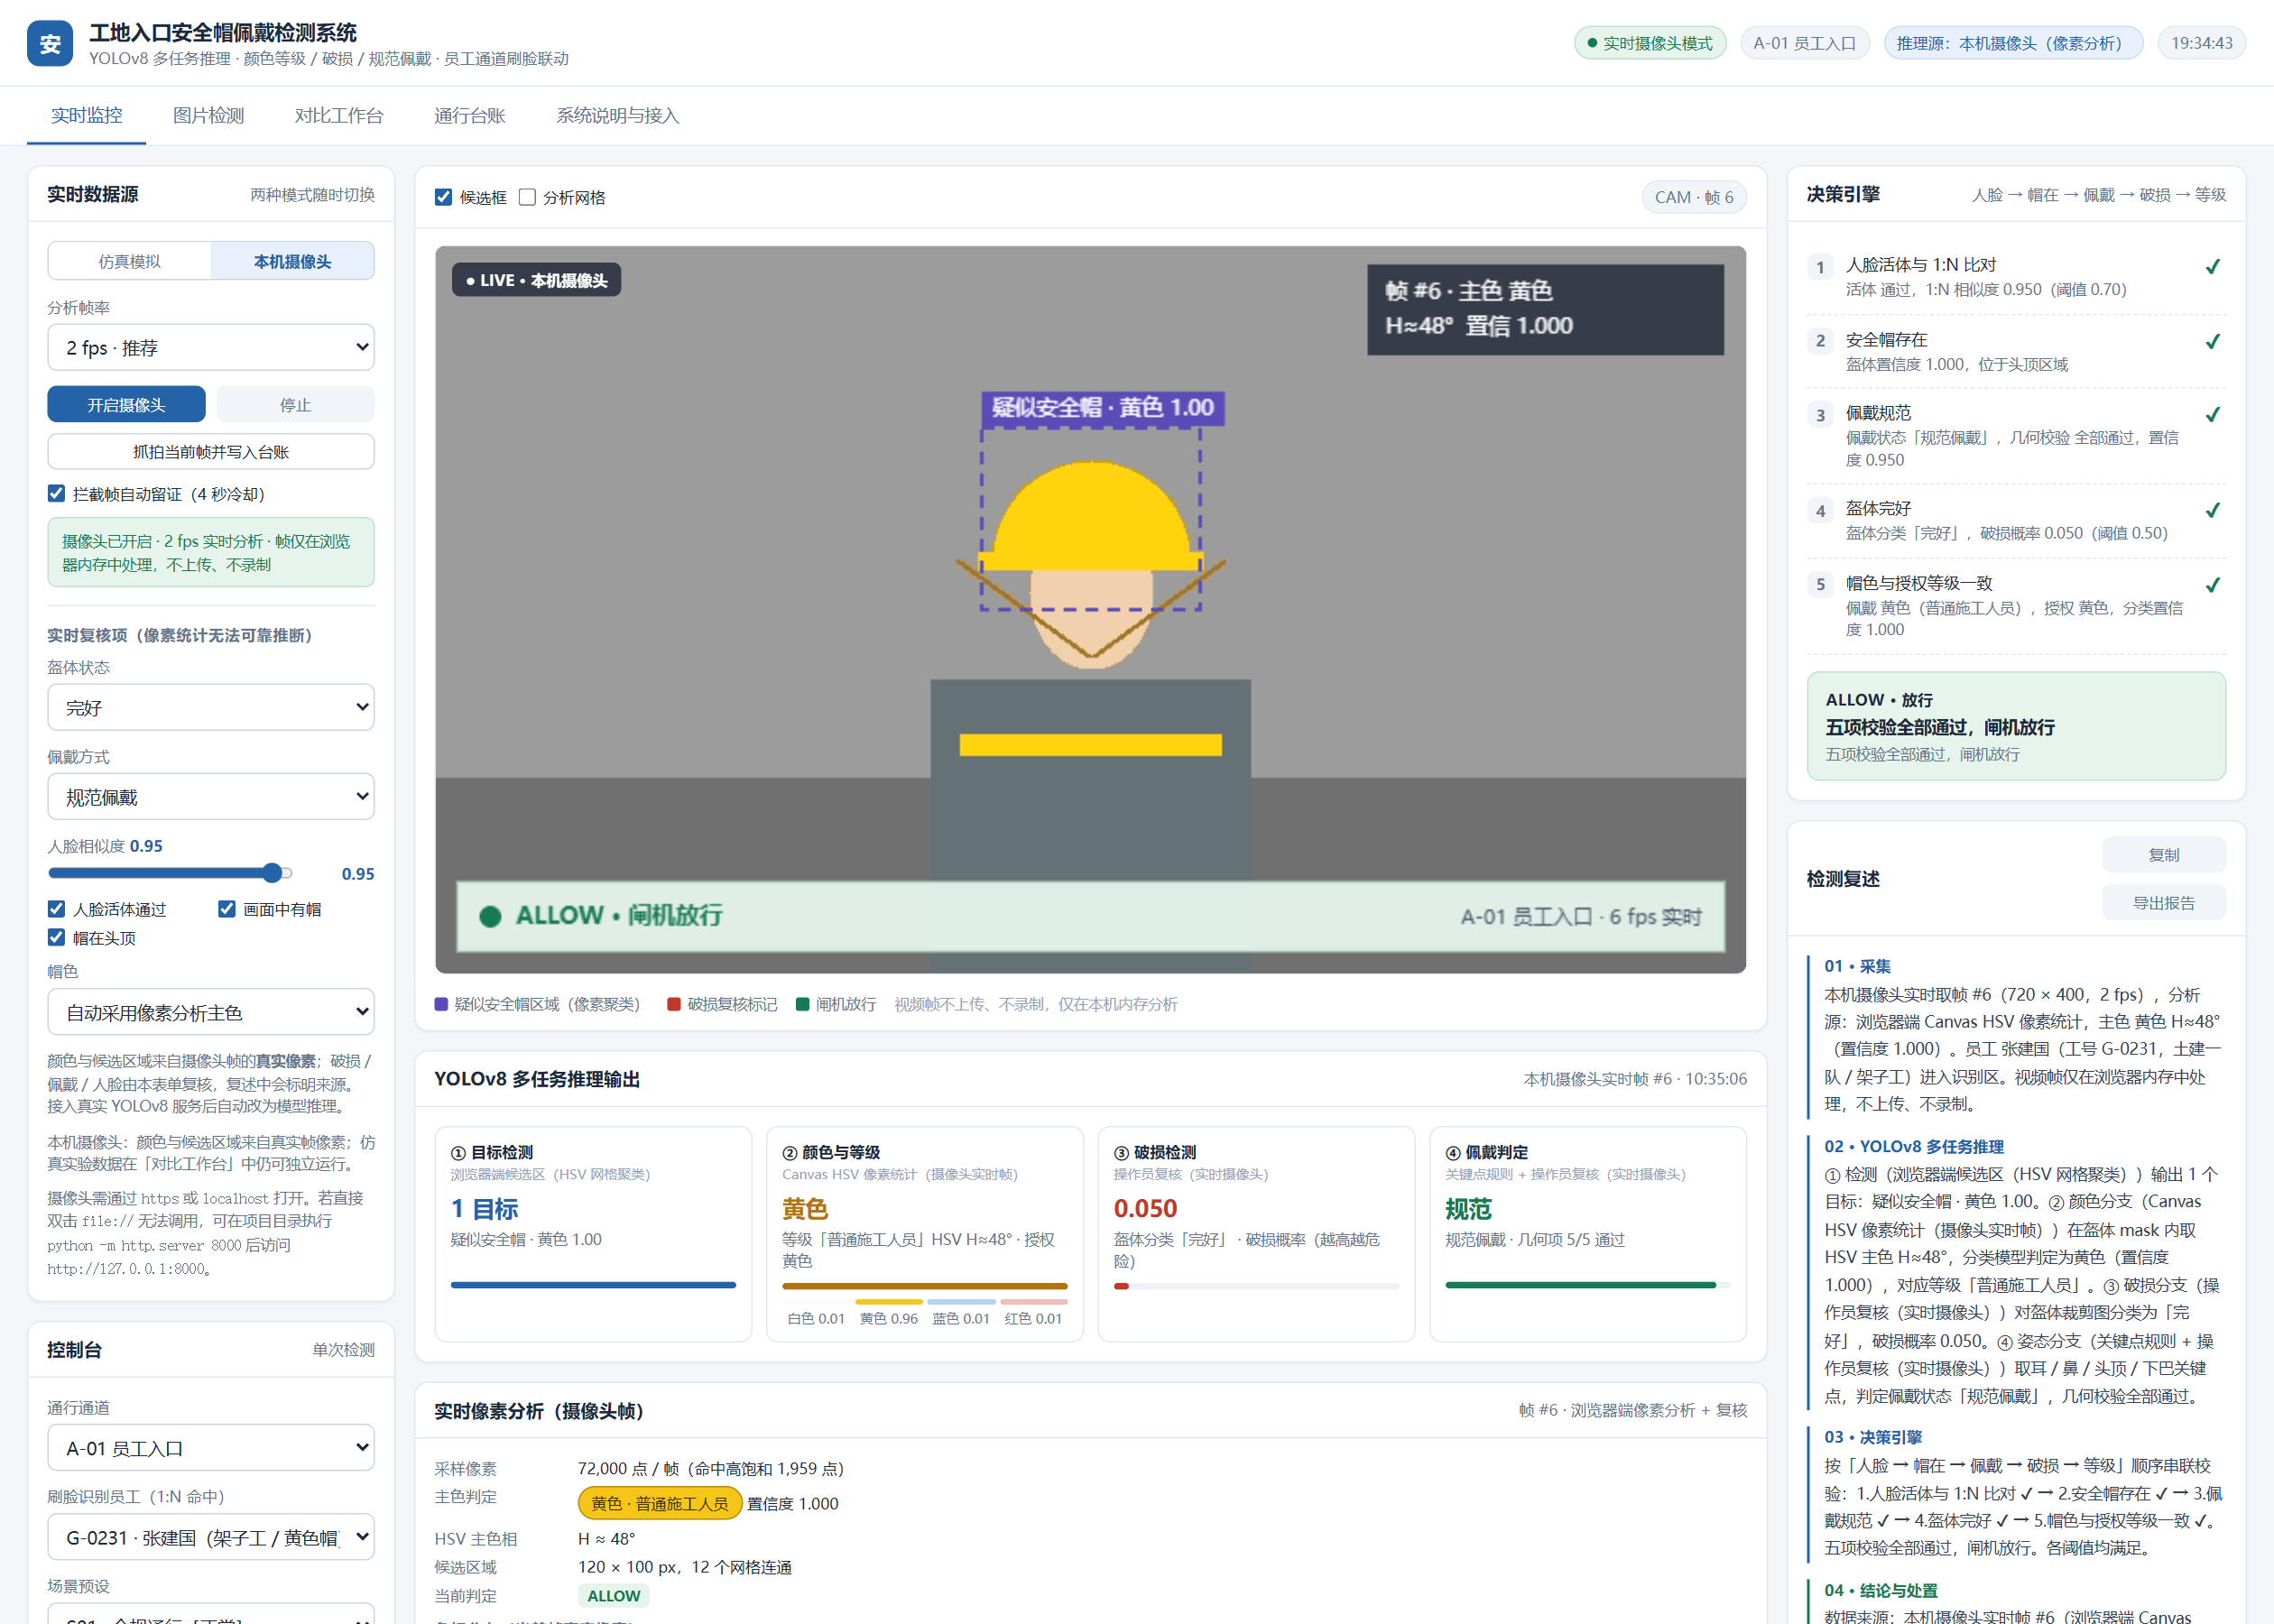 安
工地入口安全帽佩戴检测系统
YOLOv8 多任务推理 · 颜色等级 / 破损 / 规范佩戴 · 员工通道刷脸联动
● 实时摄像头模式
A-01 员工入口
推理源：本机摄像头（像素分析）
19:34:43
实时监控
图片检测
对比工作台
通行台账
系统说明与接入
实时数据源
两种模式随时切换
仿真模拟
本机摄像头
分析帧率
2 fps · 推荐
开启摄像头
停止
抓拍当前帧并写入台账
拦截帧自动留证（4 秒冷却）
摄像头已开启 · 2 fps 实时分析 · 帧仅在浏览
器内存中处理，不上传、不录制
实时复核项（像素统计无法可靠推断）
盔体状态
完好
佩戴方式
规范佩戴
人脸相似度 0.95
0.95
人脸活体通过
画面中有帽
帽在头顶
帽色
自动采用像素分析主色
颜色与候选区域来自摄像头帧的真实像素；破损 /
佩戴 / 人脸由本表单复核，复述中会标明来源。
接入真实 YOLOv8 服务后自动改为模型推理。
本机摄像头：颜色与候选区域来自真实帧像素；仿
真实验数据在「对比工作台」中仍可独立运行。
摄像头需通过 https 或 localhost 打开。若直接
双击 file:// 无法调用，可在项目目录执行
python -m http.server 8000 后访问
http://127.0.0.1:8000。
控制台
单次检测
通行通道
A-01 员工入口
刷脸识别员工（1:N 命中）
G-0231 · 张建国（架子工 / 黄色帽
场景预设
候选框
分析网格
CAM · 帧 6
● LIVE • 本机摄像头
帧 #6 · 主色 黄色
H≈48° 置信 1.000
疑似安全帽 · 黄色 1.00
ALLOW • 闸机放行
A-01 员工入口 · 6 fps 实时
疑似安全帽区域（像素聚类）
破损复核标记
闸机放行
视频帧不上传、不录制，仅在本机内存分析
YOLOv8 多任务推理输出
本机摄像头实时帧 #6 · 10:35:06
① 目标检测
浏览器端候选区（HSV 网格聚类）
1 目标
疑似安全帽 · 黄色 1.00
② 颜色与等级
Canvas HSV 像素统计（摄像头实时帧）
黄色
等级「普通施工人员」HSV H≈48° · 授权
黄色
白色 0.01
黄色 0.96
蓝色 0.01
红色 0.01
③ 破损检测
操作员复核（实时摄像头）
0.050
盔体分类「完好」 · 破损概率（越高越危
险）
④ 佩戴判定
关键点规则 + 操作员复核（实时摄像头）
规范
规范佩戴 · 几何项 5/5 通过
实时像素分析（摄像头帧）
帧 #6 · 浏览器端像素分析 + 复核
采样像素
72,000 点 / 帧（命中高饱和 1,959 点）
主色判定
黄色 · 普通施工人员 置信度 1.000
HSV 主色相
H ≈ 48°
候选区域
120 × 100 px，12 个网格连通
当前判定
ALLOW
决策引擎
人脸 → 帽在 → 佩戴 → 破损 → 等级
1
人脸活体与 1:N 比对
✓
活体 通过，1:N 相似度 0.950（阈值 0.70）
2
安全帽存在
✓
盔体置信度 1.000，位于头顶区域
3
佩戴规范
✓
佩戴状态「规范佩戴」，几何校验 全部通过，置信
度 0.950
4
盔体完好
✓
盔体分类「完好」，破损概率 0.050（阈值 0.50）
5
帽色与授权等级一致
✓
佩戴 黄色（普通施工人员），授权 黄色，分类置信
度 1.000
ALLOW • 放行
五项校验全部通过，闸机放行
五项校验全部通过，闸机放行
检测复述
复制
导出报告
01 • 采集
本机摄像头实时取帧 #6（720 × 400，2 fps），分析
源：浏览器端 Canvas HSV 像素统计，主色 黄色 H≈48°
（置信度 1.000）。员工 张建国（工号 G-0231，土建一
队 / 架子工）进入识别区。视频帧仅在浏览器内存中处
理，不上传、不录制。
02 • YOLOv8 多任务推理
① 检测（浏览器端候选区（HSV 网格聚类））输出 1 个
目标：疑似安全帽 · 黄色 1.00。② 颜色分支（Canvas
HSV 像素统计（摄像头实时帧））在盔体 mask 内取
HSV 主色 H≈48°，分类模型判定为黄色（置信度
1.000），对应等级「普通施工人员」。③ 破损分支（操
作员复核（实时摄像头））对盔体裁剪图分类为「完
好」，破损概率 0.050。④ 姿态分支（关键点规则 + 操
作员复核（实时摄像头））取耳 / 鼻 / 头顶 / 下巴关键
点，判定佩戴状态「规范佩戴」，几何校验全部通过。
03 • 决策引擎
按「人脸 → 帽在 → 佩戴 → 破损 → 等级」顺序串联校
验：1.人脸活体与 1:N 比对 ✓ → 2.安全帽存在 ✓ → 3.佩
戴规范 ✓ → 4.盔体完好 ✓ → 5.帽色与授权等级一致 ✓。
五项校验全部通过，闸机放行。各阈值均满足。
04 • 结论与处置
数据来源：本机摄像头实时帧 #6（浏览器端 Canvas